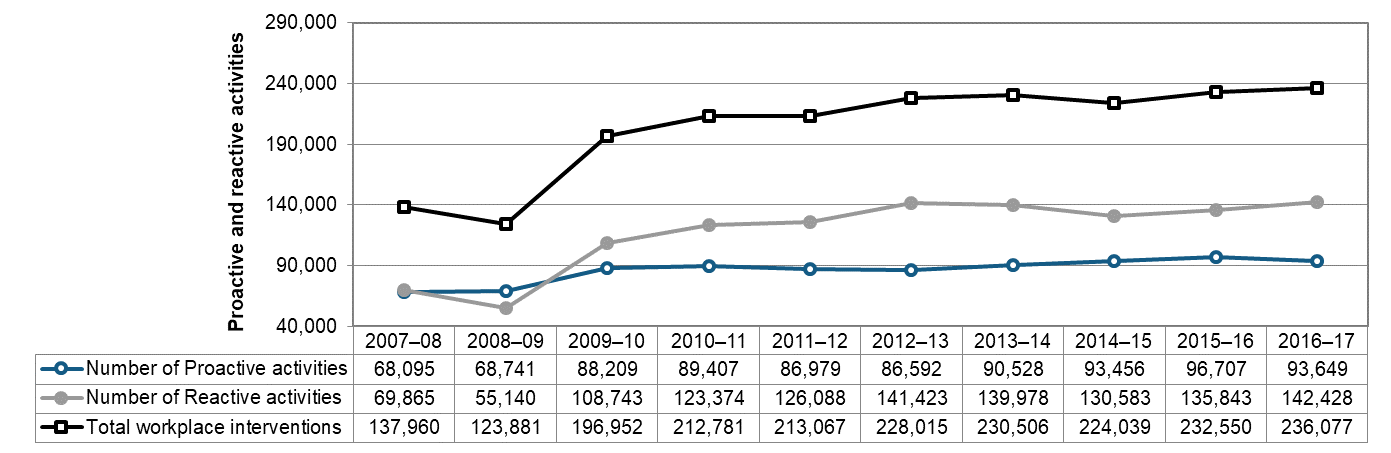 290,000
240,000
190,000
140,000
90,000
40,000
Proactive and reactive activities
2007–08 2008–09 2009–10 2010–11 2011–12 2012–13 2013–14 2014–15 2015–16 2016–17
Number of Proactive activities 68,095 68,741 88,209 89,407 86,979 86,592 90,528 93,456 96,707 93,649
Number of Reactive activities 69,865 55,140 108,743 123,374 126,088 141,423 139,978 130,583 135,843 142,428
Total workplace interventions 137,960 123,881 196,952 212,781 213,067 228,015 230,506 224,039 232,550 236,077